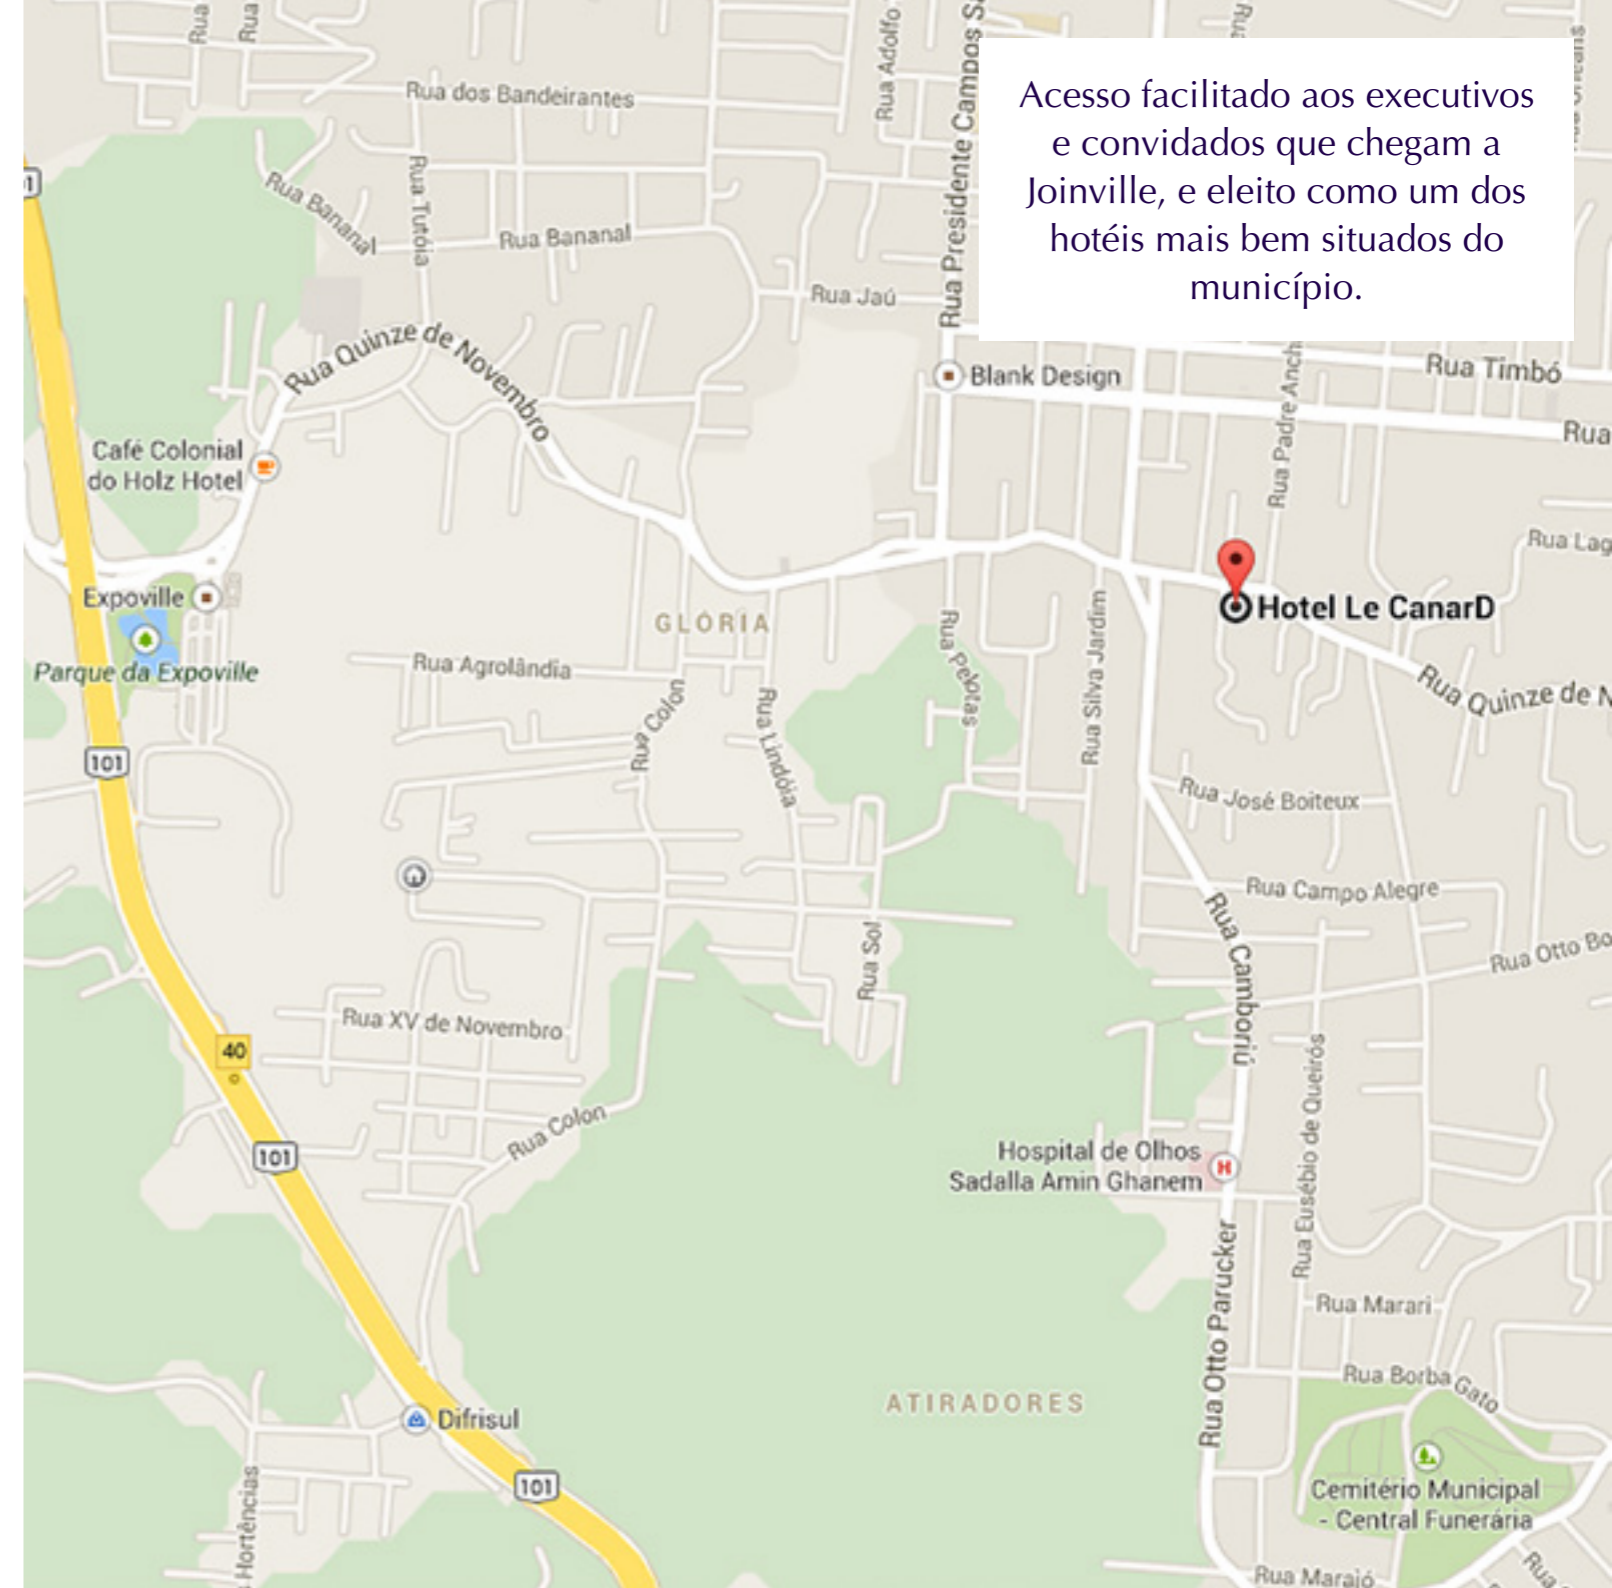 Rua
Rua
Rua Adolfo
Rua Presidente Campos Sa
Acesso facilitado aos executivos
e convidados que chegam a
Joinville, e eleito como um dos
hotéis mais bem situados do
município.
Rua dos Bandeirantes
Rua Bananal
Rua Tutóia
Rua Bananal
Rua Jaú
Rua Quinze de Novembro
Blank Design
Rua Timbó
Rua Padre Anch
Rua
Café Colonial
do Holz Hotel
Rua Lag
Expoville
Hotel Le CanarD
GLÓRIA
Parque da Expoville
Rua Agrolândia
Rua Colon
Rua Lindóia
Rua Pelotas
Rua Silva Jardim
Rua Quinze de N
101
Rua José Boiteux
Rua Campo Alegre
Rua Camboriú
Rua Sol
Rua Otto Bo
Rua XV de Novembro
40
Rua Eusébio de Queirós
Rua Colon
101
Hospital de Olhos
Sadalla Amin Ghanem
H
Rua Otto Parucker
Rua Marari
Rua Borba Gato
ATIRADORES
Difrisul
101
Cemitério Municipal
- Central Funerária
Hortências
Rua Marajó
Rua